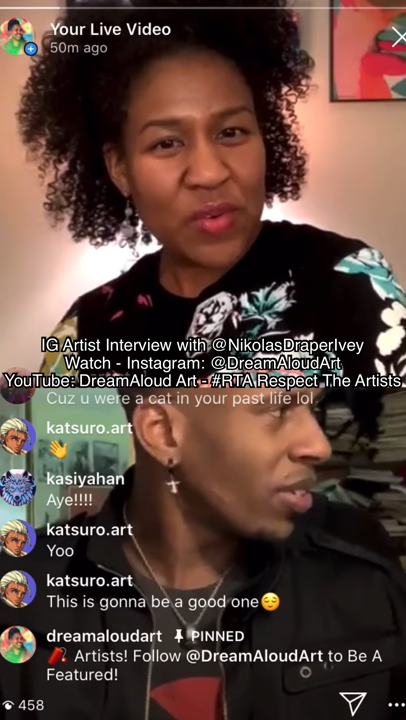 Your Live Video
50m ago
IG Artist Interview with @NikolasDraperIvey
Watch - Instagram: @DreamAloudArt
YouTube: DreamAloud Art - #RTA Respect The Artists
Cuz u were a cat in your past life lol
katsuro.art
👋
kasiyahan
Aye!!!!
katsuro.art
Yoo
katsuro.art
This is gonna be a good one😌
dreamaloudart 📌 PINNED
🧨 Artists! Follow @DreamAloudArt to Be A
Featured!
458